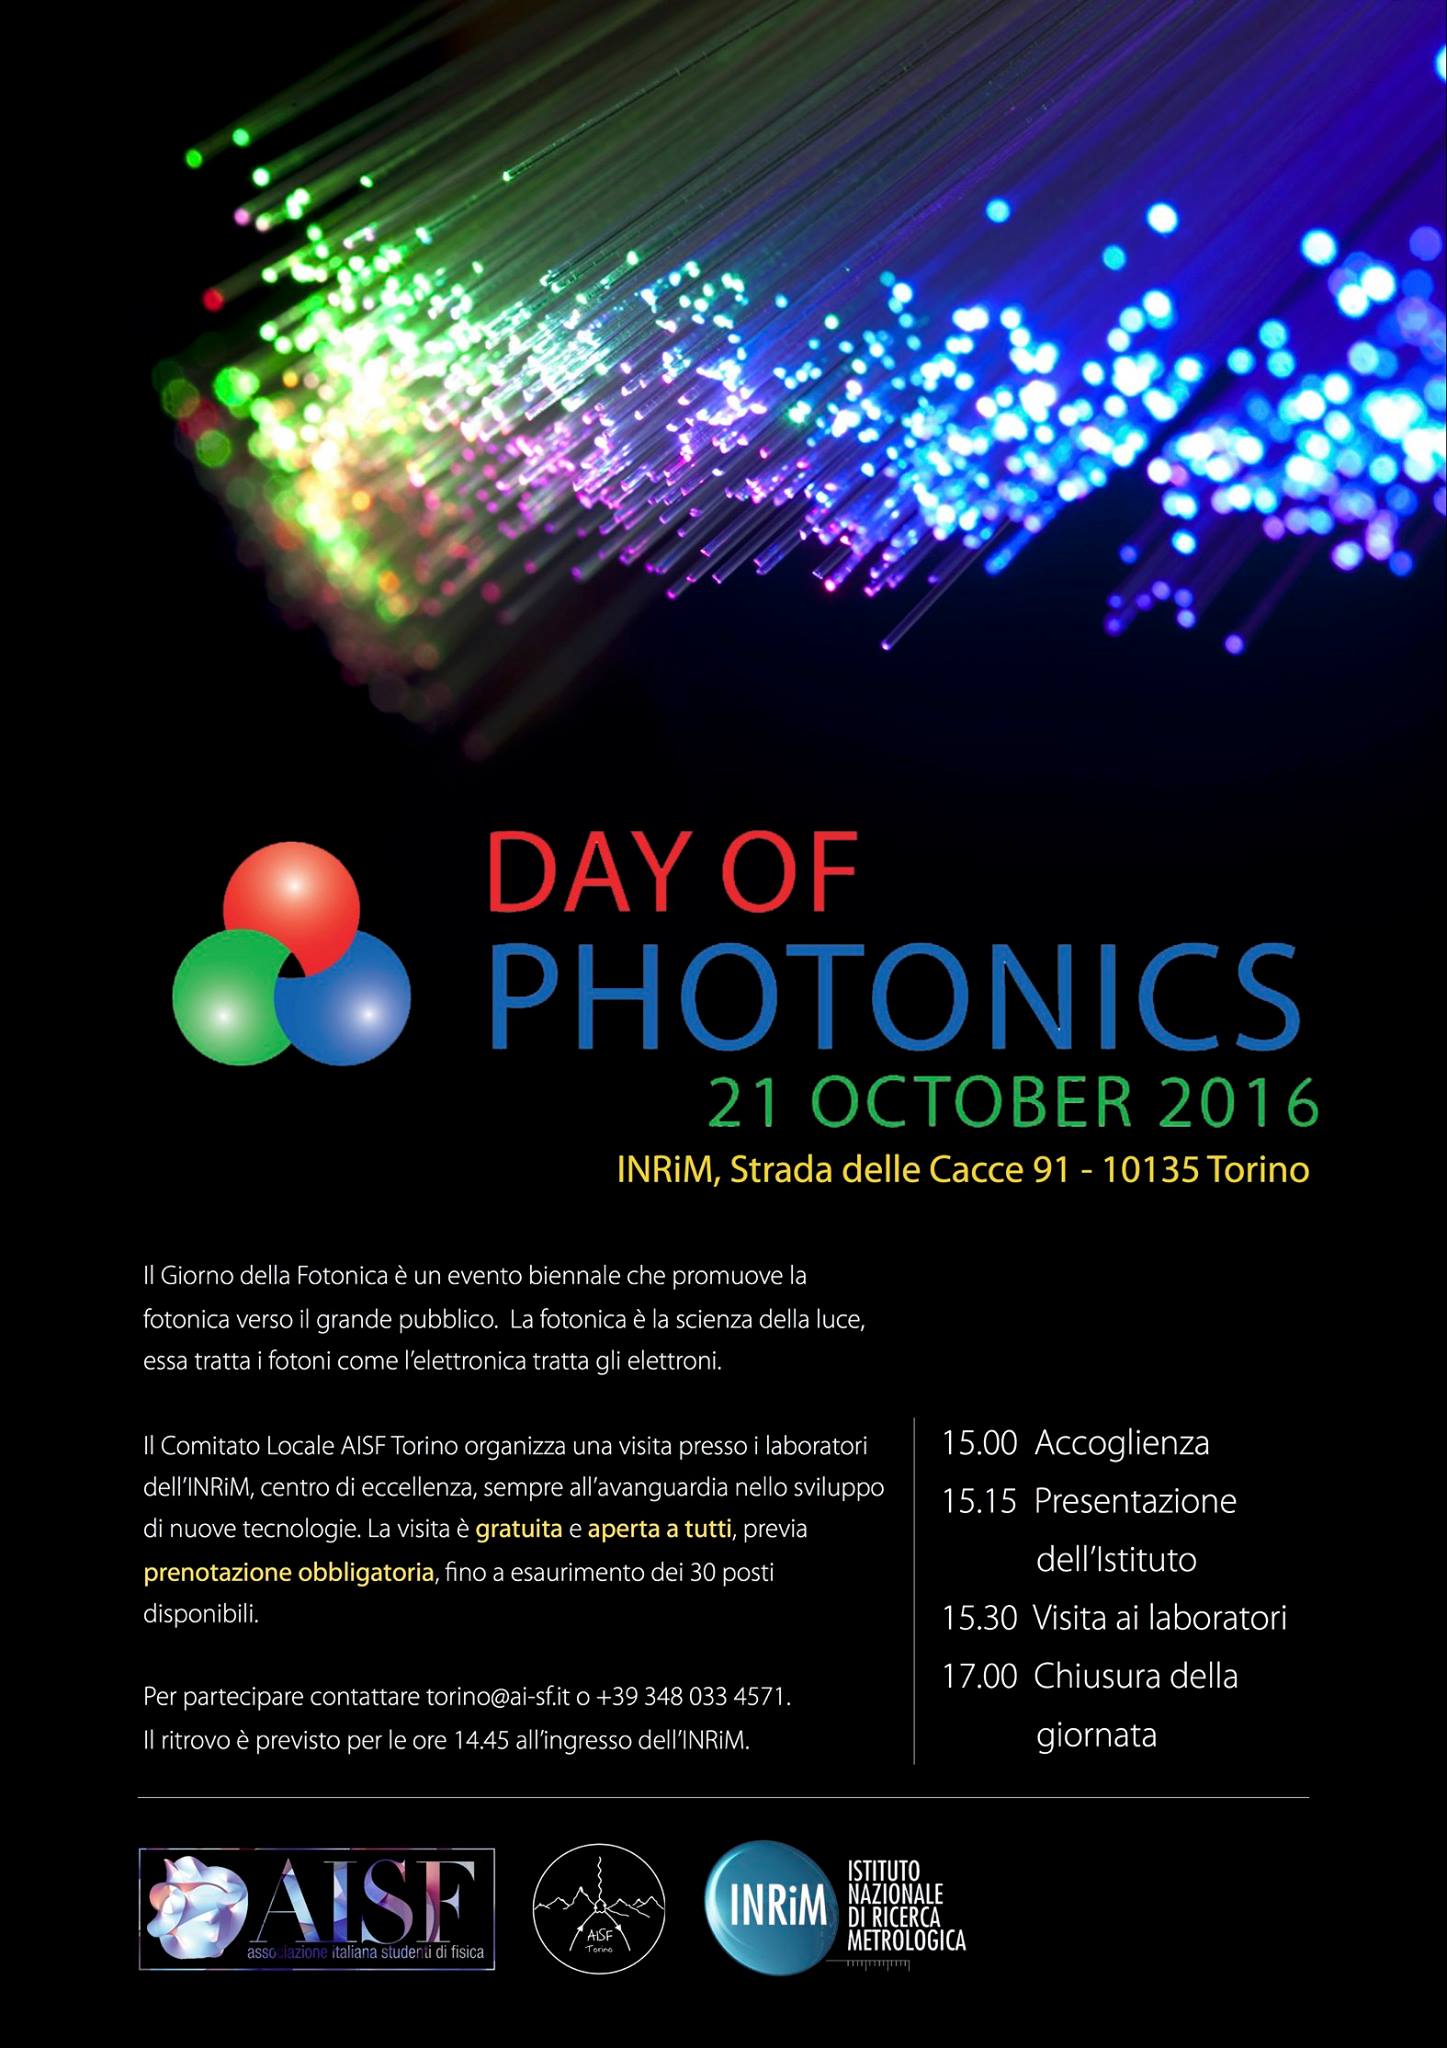 DAY OF
PHOTONICS
21 OCTOBER 2016
INRiM, Strada delle Cacce 91 - 10135 Torino
Il Giorno della Fotonica è un evento biennale che promuove la
fotonica verso il grande pubblico.  La fotonica è la scienza della luce,
essa tratta i fotoni come l'elettronica tratta gli elettroni.
Il Comitato Locale AISF Torino organizza una visita presso i laboratori
dell'INRiM, centro di eccellenza, sempre all'avanguardia nello sviluppo
di nuove tecnologie. La visita è gratuita e aperta a tutti, previa
prenotazione obbligatoria, fino a esaurimento dei 30 posti
disponibili.
Per partecipare contattare torino@ai-sf.it o +39 348 033 4571.
Il ritrovo è previsto per le ore 14.45 all'ingresso dell'INRiM.
15.00 Accoglienza
15.15 Presentazione
dell'Istituto
15.30 Visita ai laboratori
17.00 Chiusura della
giornata
AISF
associazione italiana studenti di fisica
AISF
Torino
INRiM
ISTITUTO
NAZIONALE
DI RICERCA
METROLOGICA